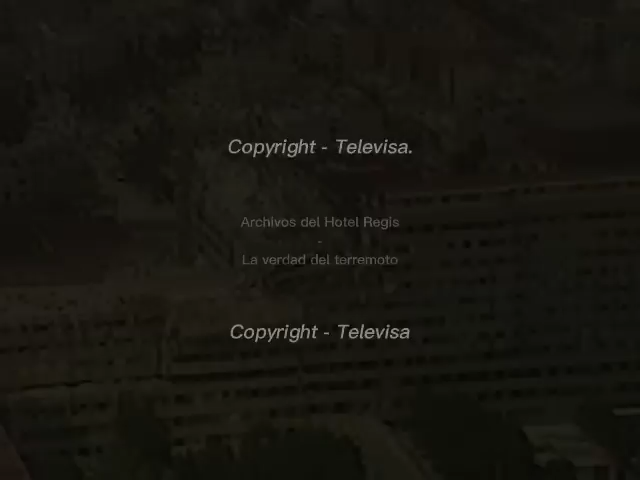 Copyright - Televisa.
Archivos del Hotel Regis
-
La verdad del terremoto
Copyright - Televisa